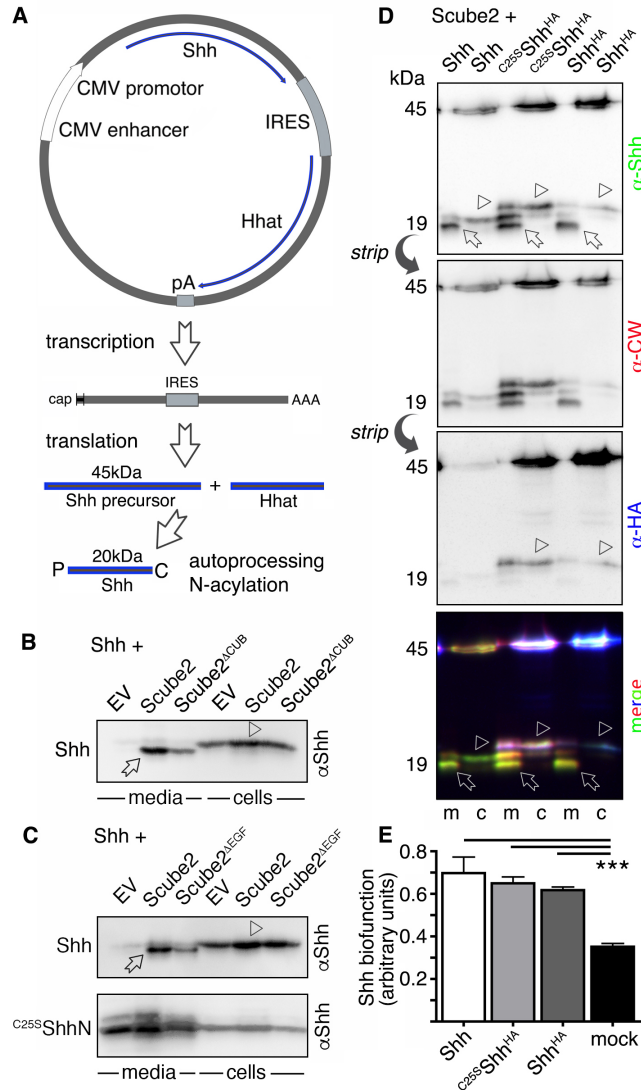 A
Shh
CMV promotor
IRES
CMV enhancer
Hhat
pA
transcription
IRES
cap
AAA
translation
45kDa
+
Shh precursor
Hhat
20kDa
P
C
Shh
autoprocessing
N-acylation
B
Shh +
EV
Scube2
Scube2ΔCUB
EV
Scube2
Scube2ΔCUB
Shh
αShh
media
cells
C
Shh +
EV
Scube2
Scube2ΔEGF
EV
Scube2
Scube2ΔEGF
Shh
αShh
C25SShhN
αShh
media
cells
D
Scube2 +
Shh
Shh
C25SShhHA
C25SShhHA
ShhHA
ShhHA
kDa
45
19
α-Shh
strip
45
19
α-CW
strip
45
19
α-HA
45
19
merge
m
c
m
c
m
c
E
Shh biofunction
(arbitrary units)
0.8
0.6
0.4
0.2
***
Shh
C25SShhHA
ShhHA
mock